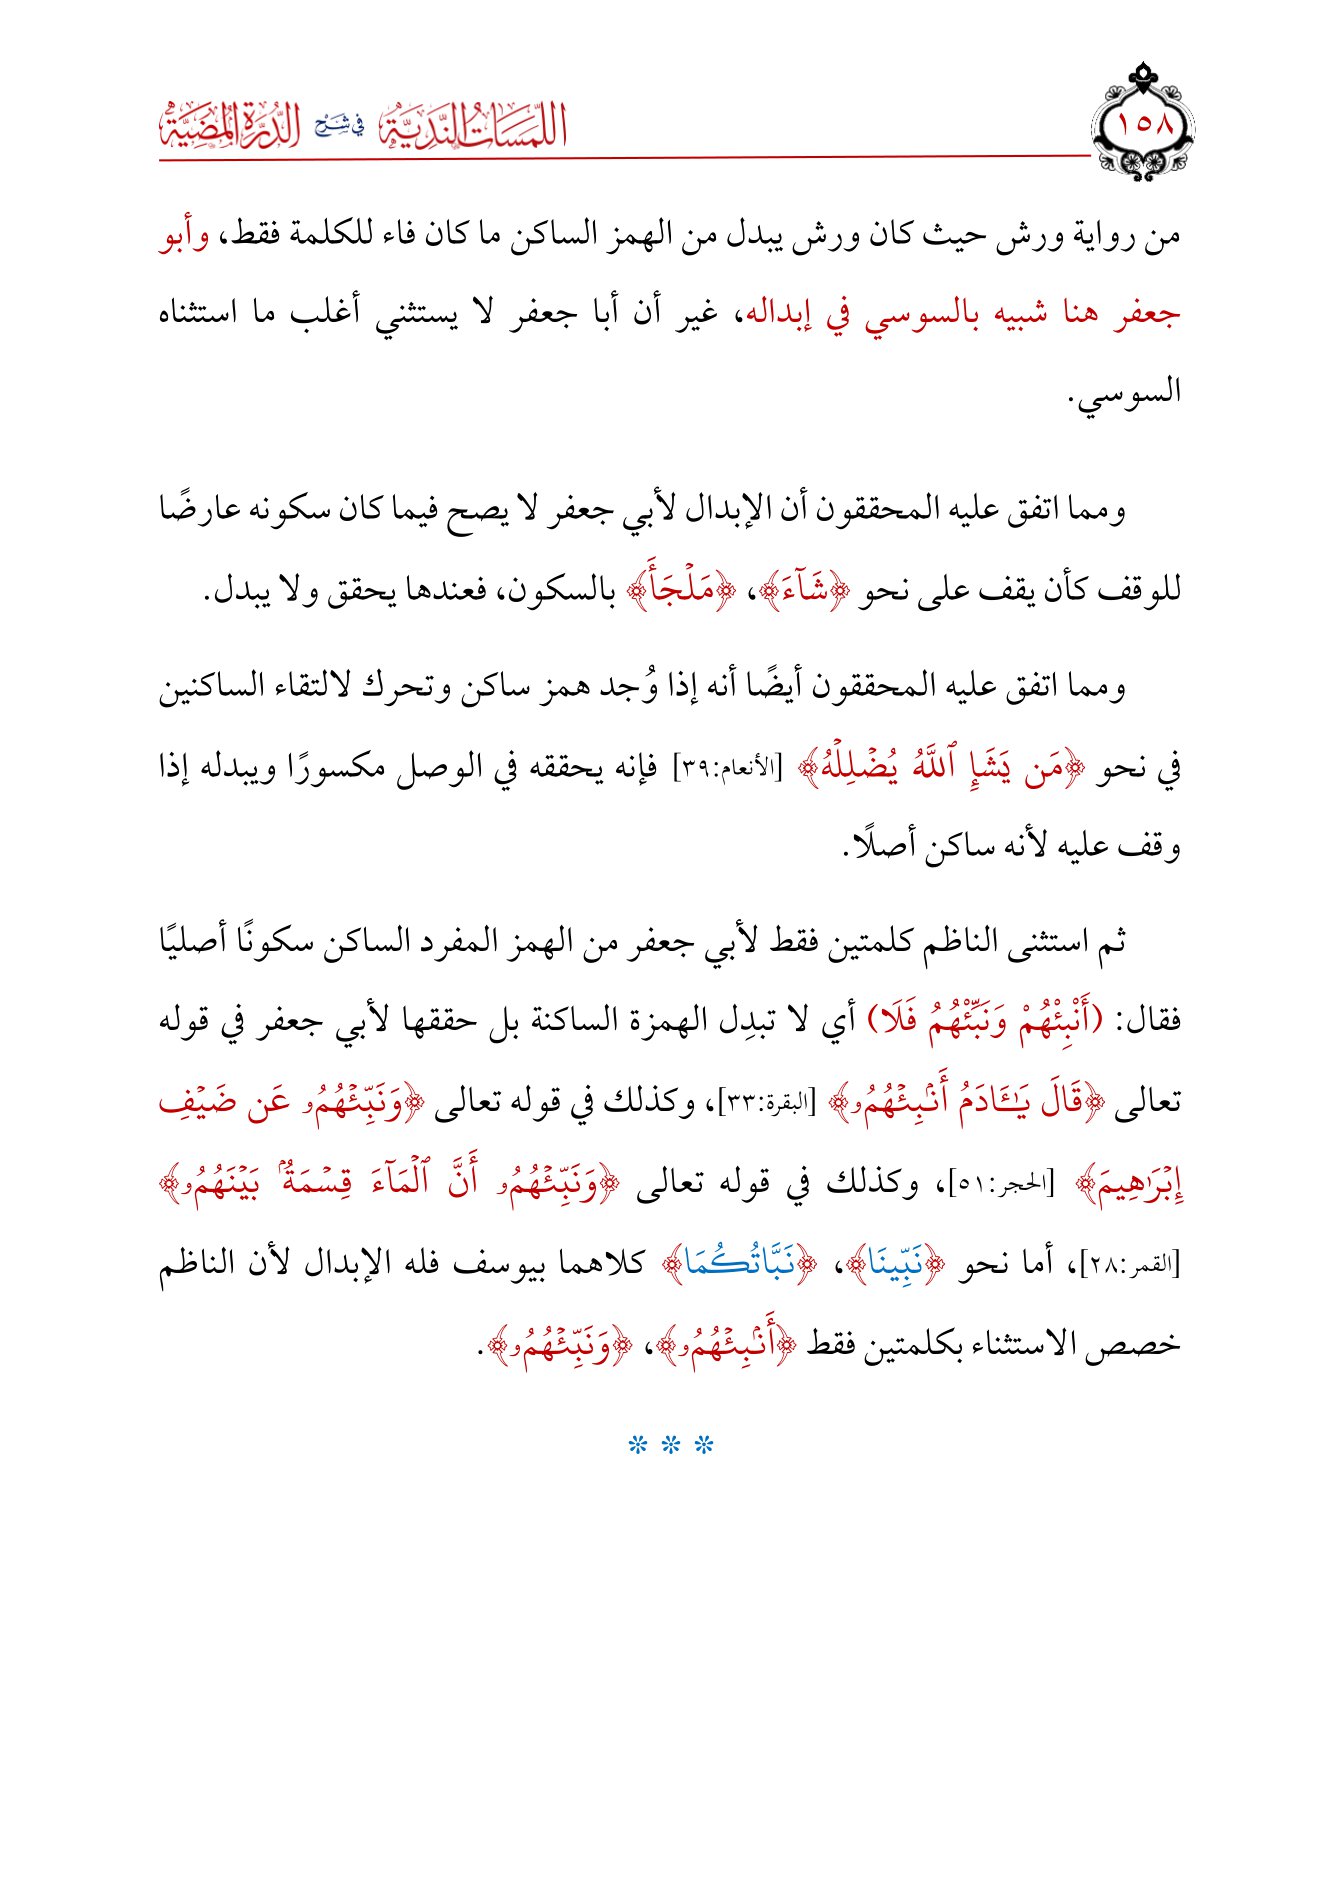 اللمسات الندية في شرح الدرة المضية
١٥٨
من رواية ورش حيث كان ورش يبدل من الهمز الساكن ما كان فاء للكلمة فقط، وأبو
جعفر هنا شبيه بالسوسي في إبداله، غير أن أبا جعفر لا يستثني أغلب ما استثناه
السوسي.
ومما اتفق عليه المحققون أن الإبدال لأبي جعفر لا يصح فيما كان سكونه عارضًا
للوقف كأن يقف على نحو ﴿شَآءَ﴾، ﴿مَلۡجَأَ﴾ بالسكون، فعندها يحقق ولا يبدل.
ومما اتفق عليه المحققون أيضًا أنه إذا وُجد همز ساكن وتحرك لالتقاء الساكنين
في نحو ﴿مَن يَشَإِ ٱللَّهُ يُضۡلِلۡهُ﴾ [الأنعام:٣٩] فإنه يحققه في الوصل مكسورًا ويبدله إذا
وقف عليه لأنه ساكن أصلًا.
ثم استثنى الناظم كلمتين فقط لأبي جعفر من الهمز المفرد الساكن سكونًا أصليًا
فقال: (أَنْبِئْهُمْ وَنَبِّئْهُمُ فَلَا) أي لا تبدِل الهمزة الساكنة بل حققها لأبي جعفر في قوله
تعالى ﴿قَالَ يَـٰٓـَٔادَمُ أَنۢبِئۡهُمُۥ﴾ [البقرة:٣٣]، وكذلك في قوله تعالى ﴿وَنَبِّئۡهُمُۥ عَن ضَيۡفِ
إِبۡرَٰهِيمَ﴾ [الحجر:٥١]، وكذلك في قوله تعالى ﴿وَنَبِّئۡهُمُۥ أَنَّ ٱلۡمَآءَ قِسۡمَةُۢ بَيۡنَهُمُۥ﴾
[القمر:٢٨]، أما نحو ﴿نَبِّينَا﴾، ﴿نَبَّاتُكُمَا﴾ كلاهما بيوسف فله الإبدال لأن الناظم
خصص الاستثناء بكلمتين فقط ﴿أَنۢبِئۡهُمُۥ﴾، ﴿وَنَبِّئۡهُمُۥ﴾.
* * *